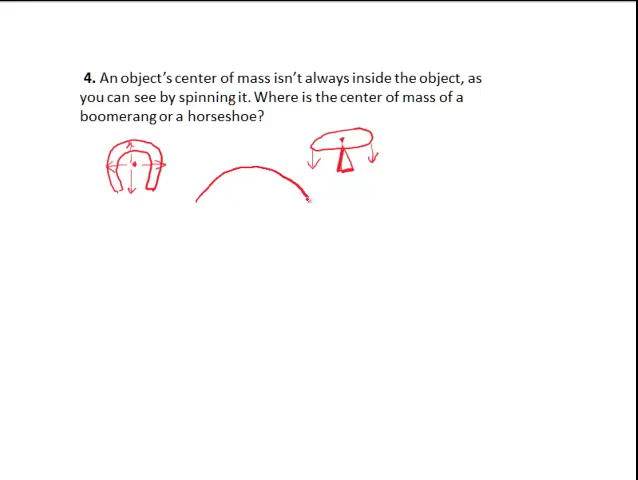 4. An object's center of mass isn't always inside the object, as
you can see by spinning it. Where is the center of mass of a
boomerang or a horseshoe?